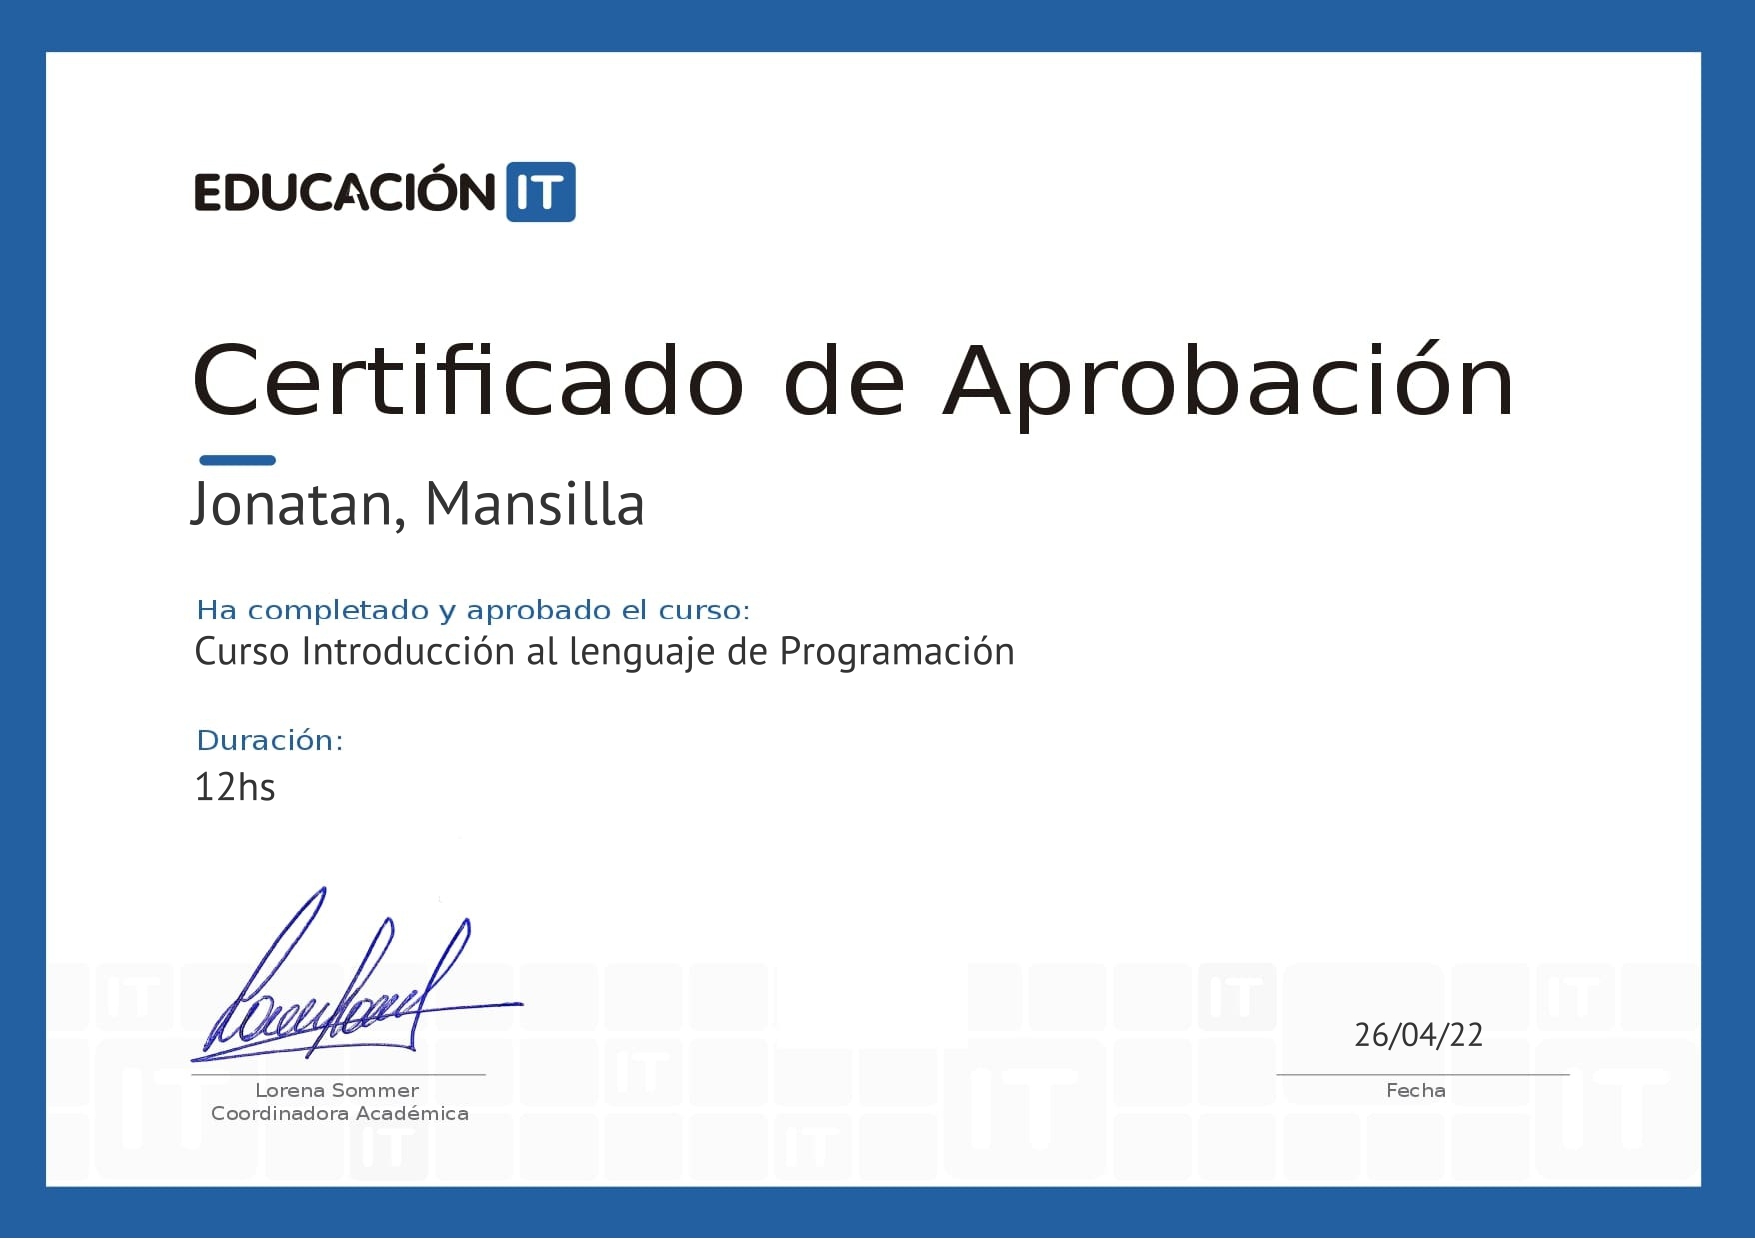 EDUCACIÓN IT
Certificado de Aprobación
Jonatan, Mansilla
Ha completado y aprobado el curso:
Curso Introducción al lenguaje de Programación
Duración:
12hs
26/04/22
Lorena Sommer
Coordinadora Académica
Fecha